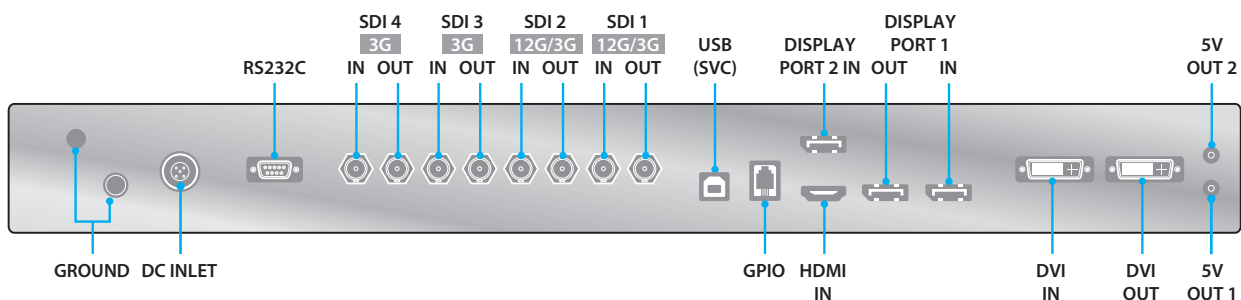 RS232C
SDI 4
3G
IN OUT
SDI 3
3G
IN OUT
SDI 2
12G/3G
IN OUT
SDI 1
12G/3G
IN OUT
USB
(SVC)
DISPLAY
PORT 2 IN
DISPLAY
PORT 1
OUT IN
5V
OUT 2
GROUND
DC INLET
GPIO
HDMI
IN
DVI
IN
DVI
OUT
5V
OUT 1